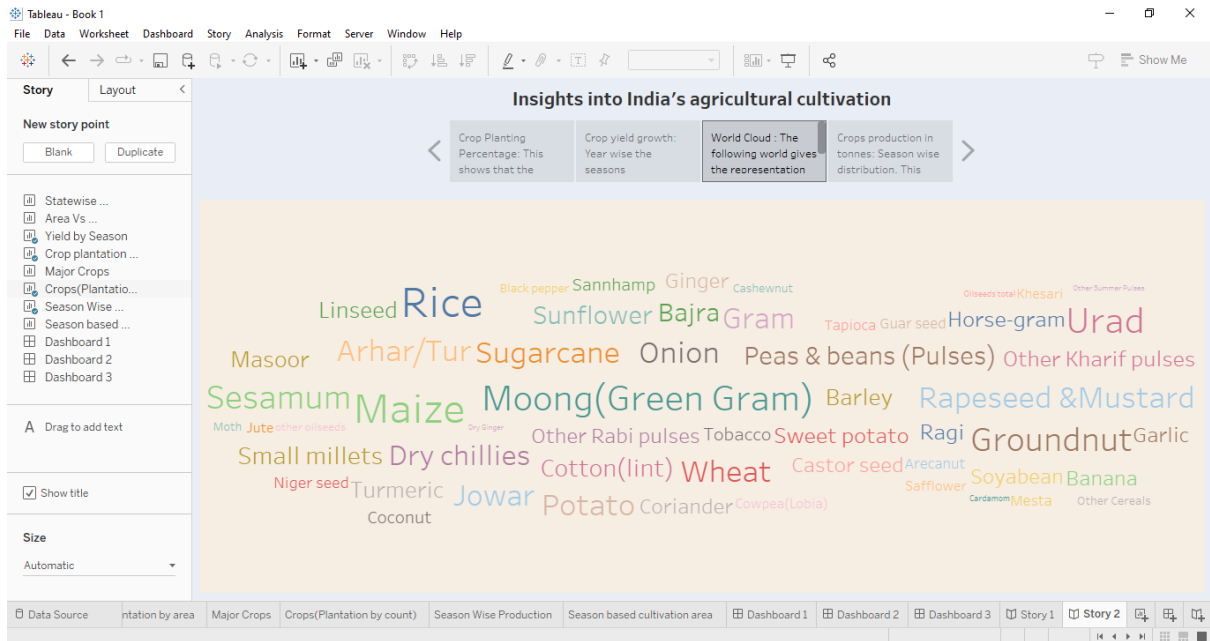 Tableau - Book 1
File Data Worksheet Dashboard Story Analysis Format Server Window Help
Show Me
Story Layout
New story point
Blank Duplicate
Statewise ...
Area Vs ...
Yield by Season
Crop plantation ...
Major Crops
Crops(Plantatio...
Season Wise ...
Season based ...
Dashboard 1
Dashboard 2
Dashboard 3
A Drag to add text
Show title
Size
Automatic
Insights into India's agricultural cultivation
Crop Planting
Percentage: This
shows that the
Crop yield growth:
Year wise the
seasons
World Cloud : The
following world gives
the representation
Crops production in
tonnes: Season wise
distribution. This
Black pepper Sannhamp Ginger Cashewnut Oilseeds total Khesari Other Summer Pulses
Linseed Rice Sunflower Bajra Gram Tapioca Guar seed Horse-gram Urad
Masoor Arhar/Tur Sugarcane Onion Peas & beans (Pulses) Other Kharif pulses
Sesamum Maize Moong(Green Gram) Barley Rapeseed &Mustard
Moth Jute other oilseeds Dry Ginger Other Rabi pulses Tobacco Sweet potato Ragi Groundnut Garlic
Small millets Dry chillies Cotton(lint) Wheat Castor seed Arecanut Soyabean Banana
Niger seed Turmeric Jowar Potato Coriander Cowpea(Lobia) Safflower Cardamom Mesta Other Cereals
Coconut
Data Source ntation by area Major Crops Crops(Plantation by count) Season Wise Production Season based cultivation area Dashboard 1 Dashboard 2 Dashboard 3 Story 1 Story 2